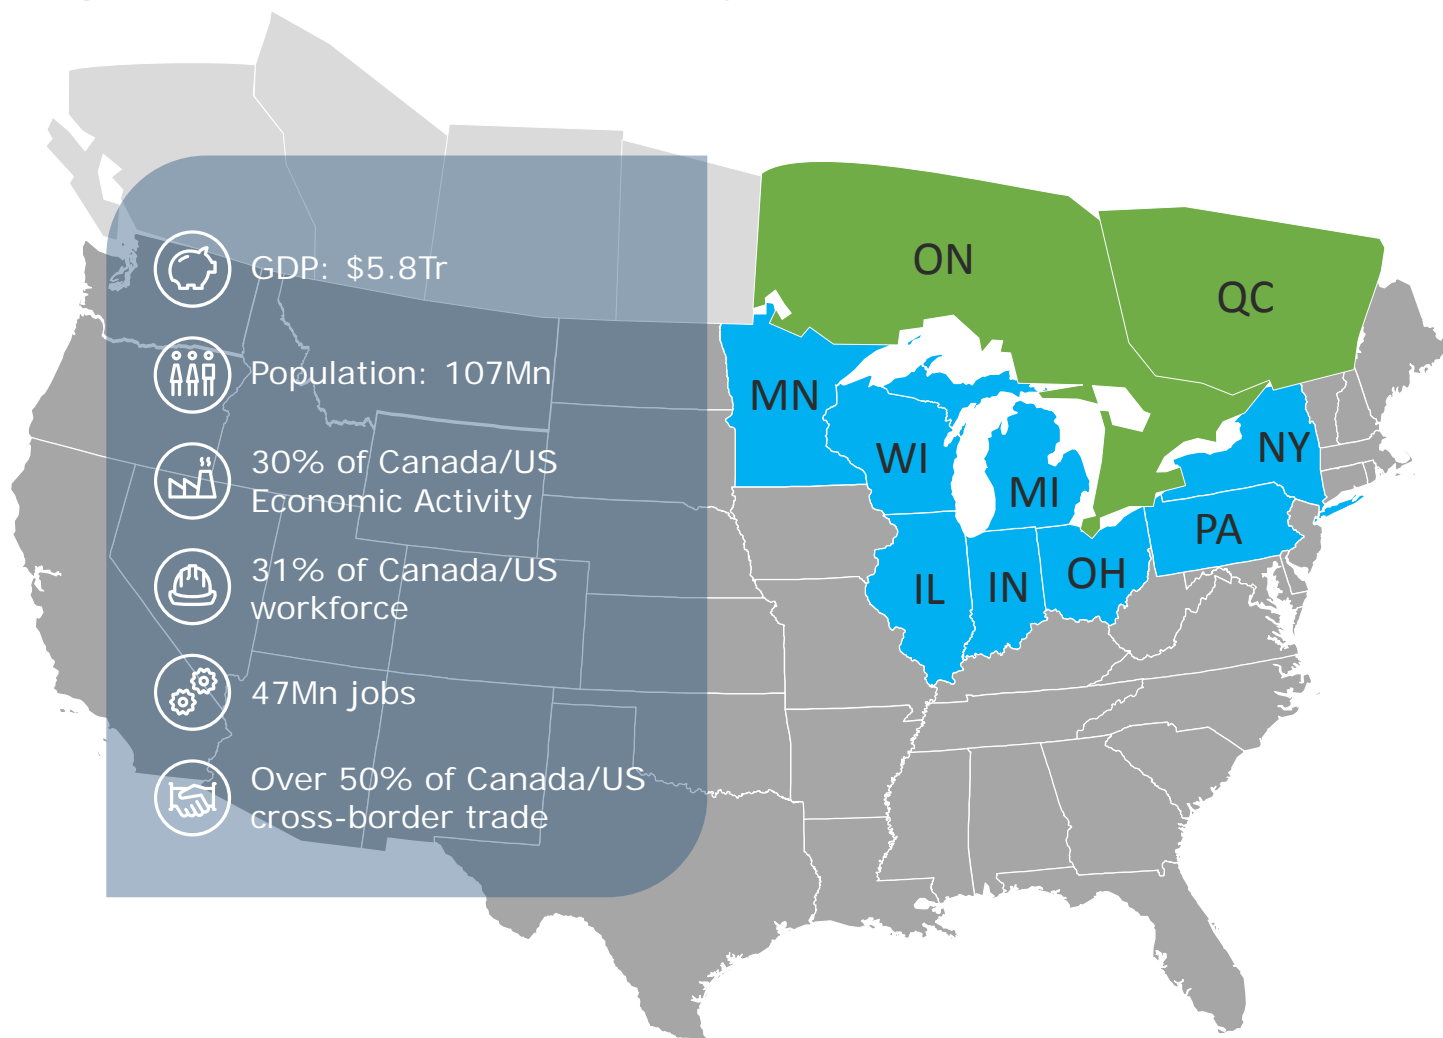 GDP: $5.8Tr
Population: 107Mn
30% of Canada/US
Economic Activity
31% of Canada/US
workforce
47Mn jobs
Over 50% of Canada/US
cross-border trade
ON
QC
MN
WI
MI
NY
PA
IL
IN
OH